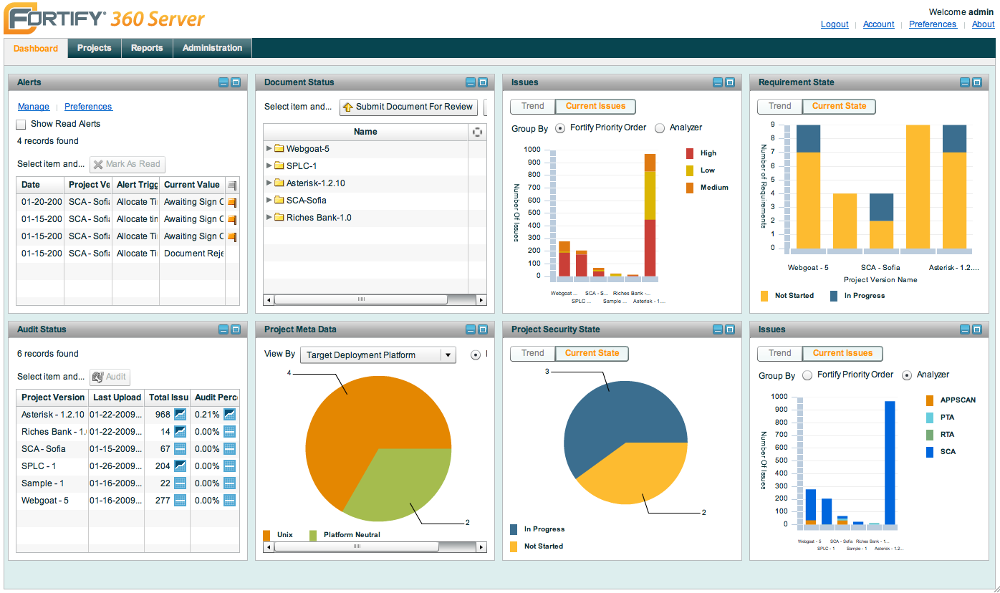 FORTIFY® 360 Server
Welcome admin
Logout | Account | Preferences | About
Dashboard Projects Reports Administration
Alerts
Manage | Preferences
Show Read Alerts
4 records found
Select item and... Mark As Read
Date Project Ve Alert Trigg Current Value
01-20-200 SCA - Sofia Allocate Ti Awaiting Sign O
01-15-200 SCA - Sofia Allocate tin Awaiting Sign O
01-15-200 SCA - Sofia Allocate Ti Awaiting Sign O
01-15-200 SCA - Sofia Allocate Ti Document Reje
Document Status
Select item and... Submit Document For Review
Name
Webgoat-5
SPLC-1
Asterisk-1.2.10
SCA-Sofia
Riches Bank-1.0
Issues
Trend Current Issues
Group By Fortify Priority Order Analyzer
Number Of Issues
1000
900
800
700
600
500
400
300
200
100
0
Webgoat ... SCA - S... Riches Bank -...
SPLC ... Sample ... Asterisk - 1....
High
Low
Medium
Requirement State
Trend Current State
Number of Requirements
9
8
7
6
5
4
3
2
1
0
Webgoat - 5 SCA - Sofia Asterisk - 1.2....
Project Version Name
Not Started In Progress
Audit Status
6 records found
Select item and... Audit
Project Version Last Upload Total Issu Audit Perc
Asterisk - 1.2.10 01-22-2009... 968 0.21%
Riches Bank - 1.0 01-22-2009... 14 0.00%
SCA - Sofia 01-15-2009... 67 0.00%
SPLC - 1 01-26-2009... 204 0.00%
Sample - 1 01-16-2009... 22 0.00%
Webgoat - 5 01-16-2009... 277 0.00%
Project Meta Data
View By Target Deployment Platform
4
2
Unix Platform Neutral
Project Security State
Trend Current State
3
2
In Progress
Not Started
Issues
Trend Current Issues
Group By Fortify Priority Order Analyzer
Number Of Issues
1000
900
800
700
600
500
400
300
200
100
0
Webgoat - 5 SCA - Sofia Riches Bank - 1...
SPLC - 1 Sample - 1 Asterisk - 1.2...
APPSCAN
PTA
RTA
SCA